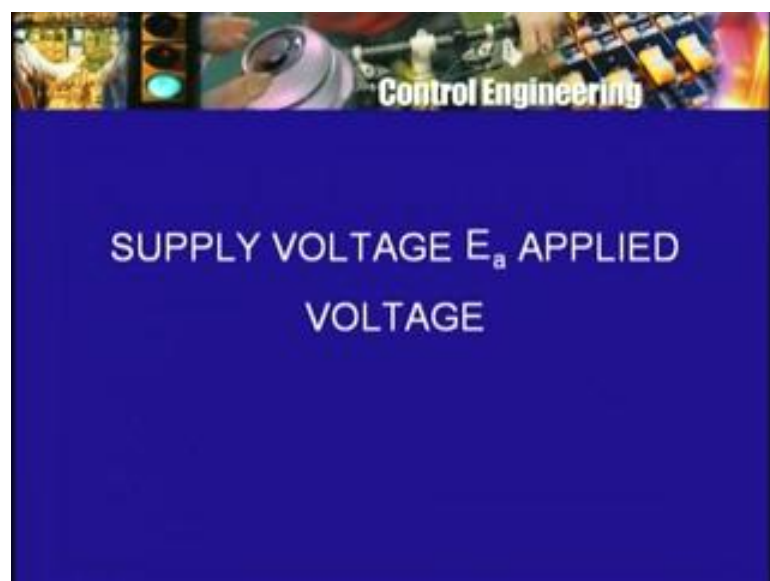 Control Engineering
SUPPLY VOLTAGE Eₐ APPLIED
VOLTAGE